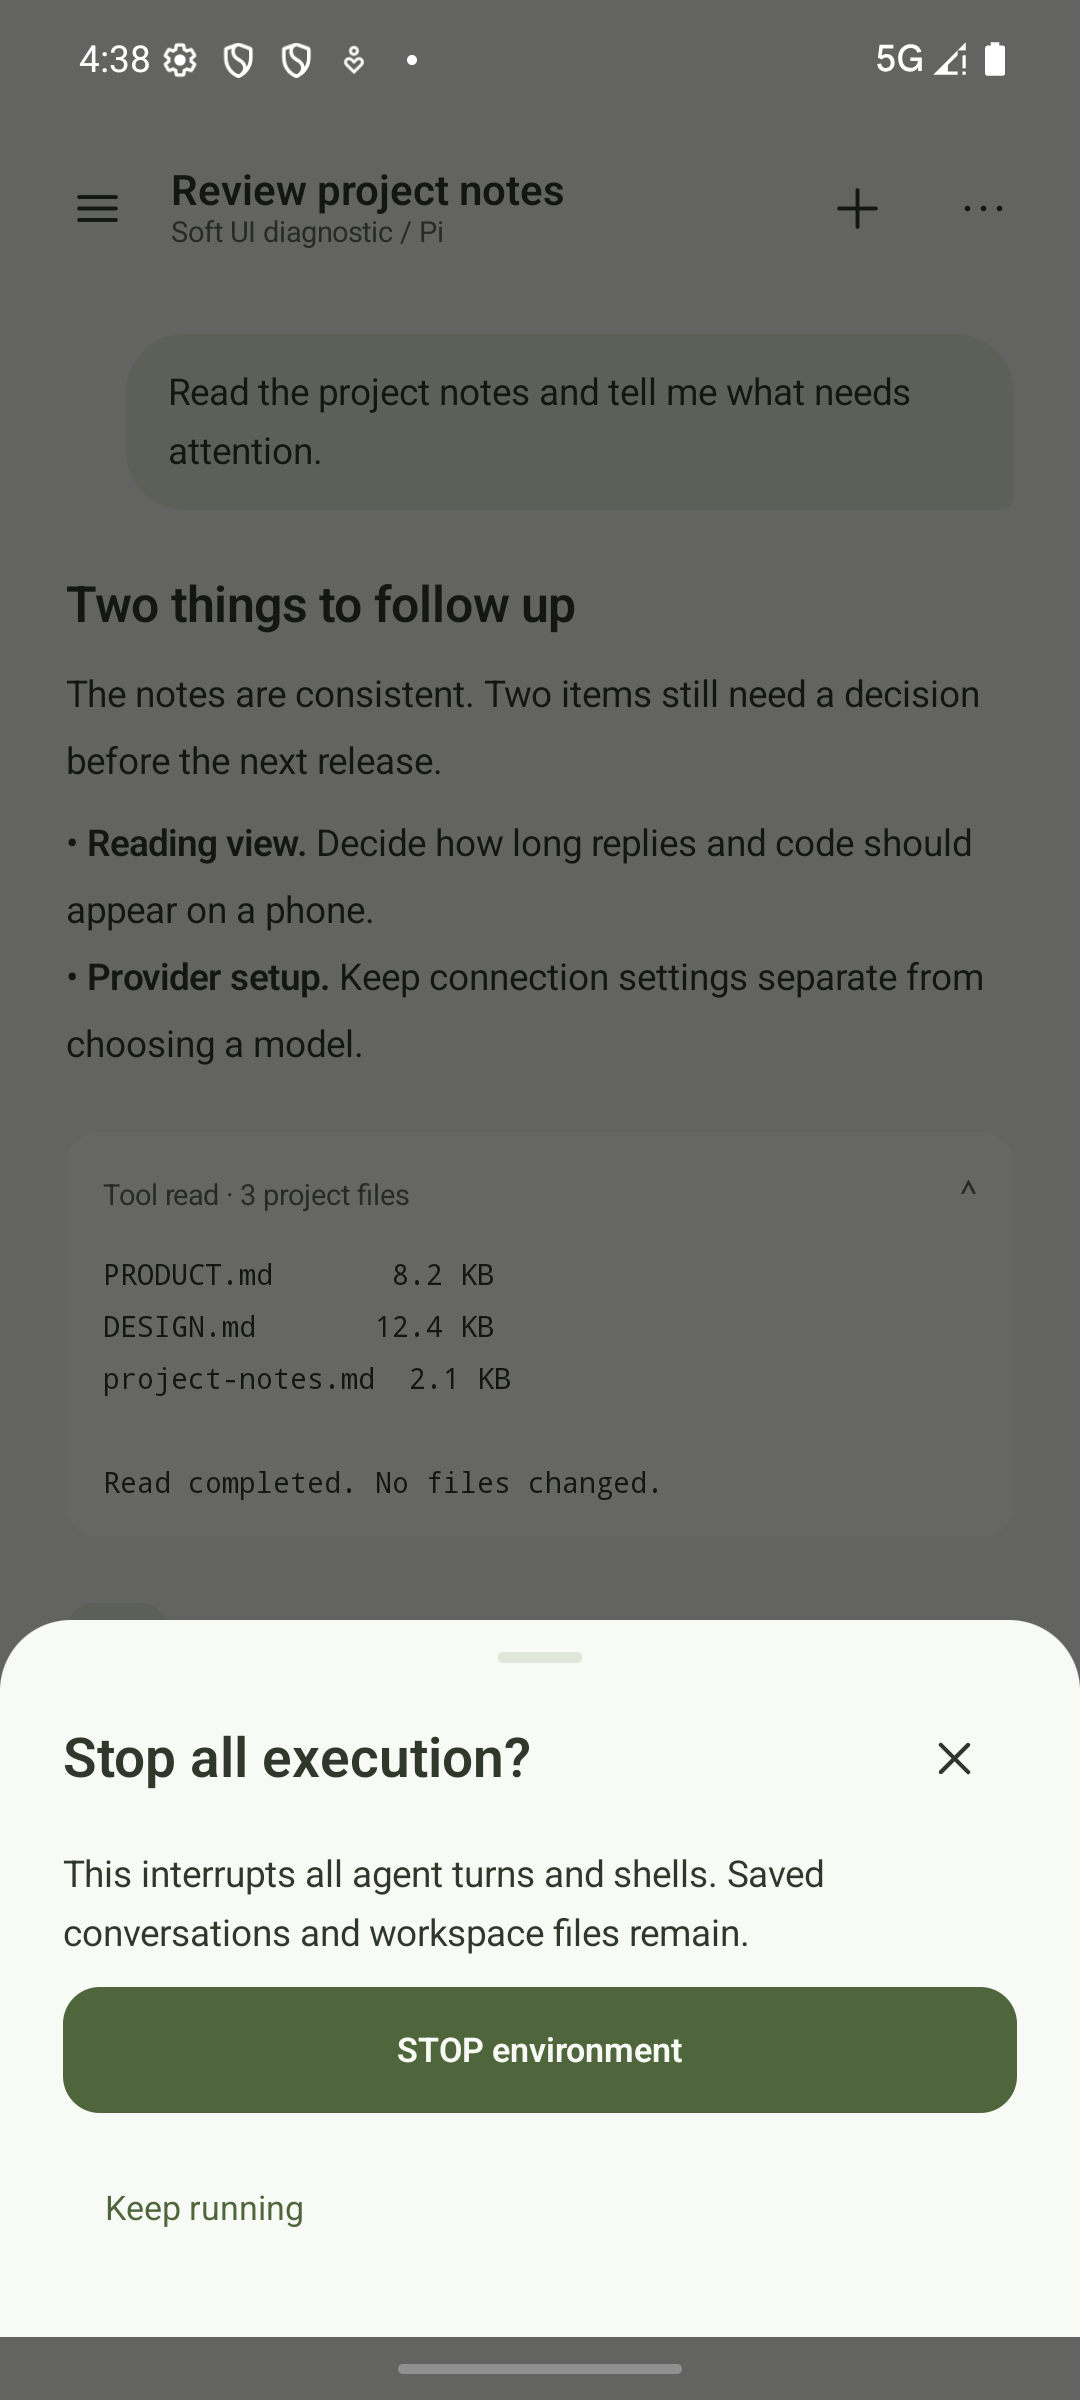 4:38
5G
Review project notes
Soft UI diagnostic / Pi
Read the project notes and tell me what needs
attention.
Two things to follow up
The notes are consistent. Two items still need a decision
before the next release.
• Reading view. Decide how long replies and code should
appear on a phone.
• Provider setup. Keep connection settings separate from
choosing a model.
Tool read · 3 project files ^
PRODUCT.md       8.2 KB
DESIGN.md       12.4 KB
project-notes.md  2.1 KB
Read completed. No files changed.
Stop all execution?
This interrupts all agent turns and shells. Saved
conversations and workspace files remain.
STOP environment
Keep running